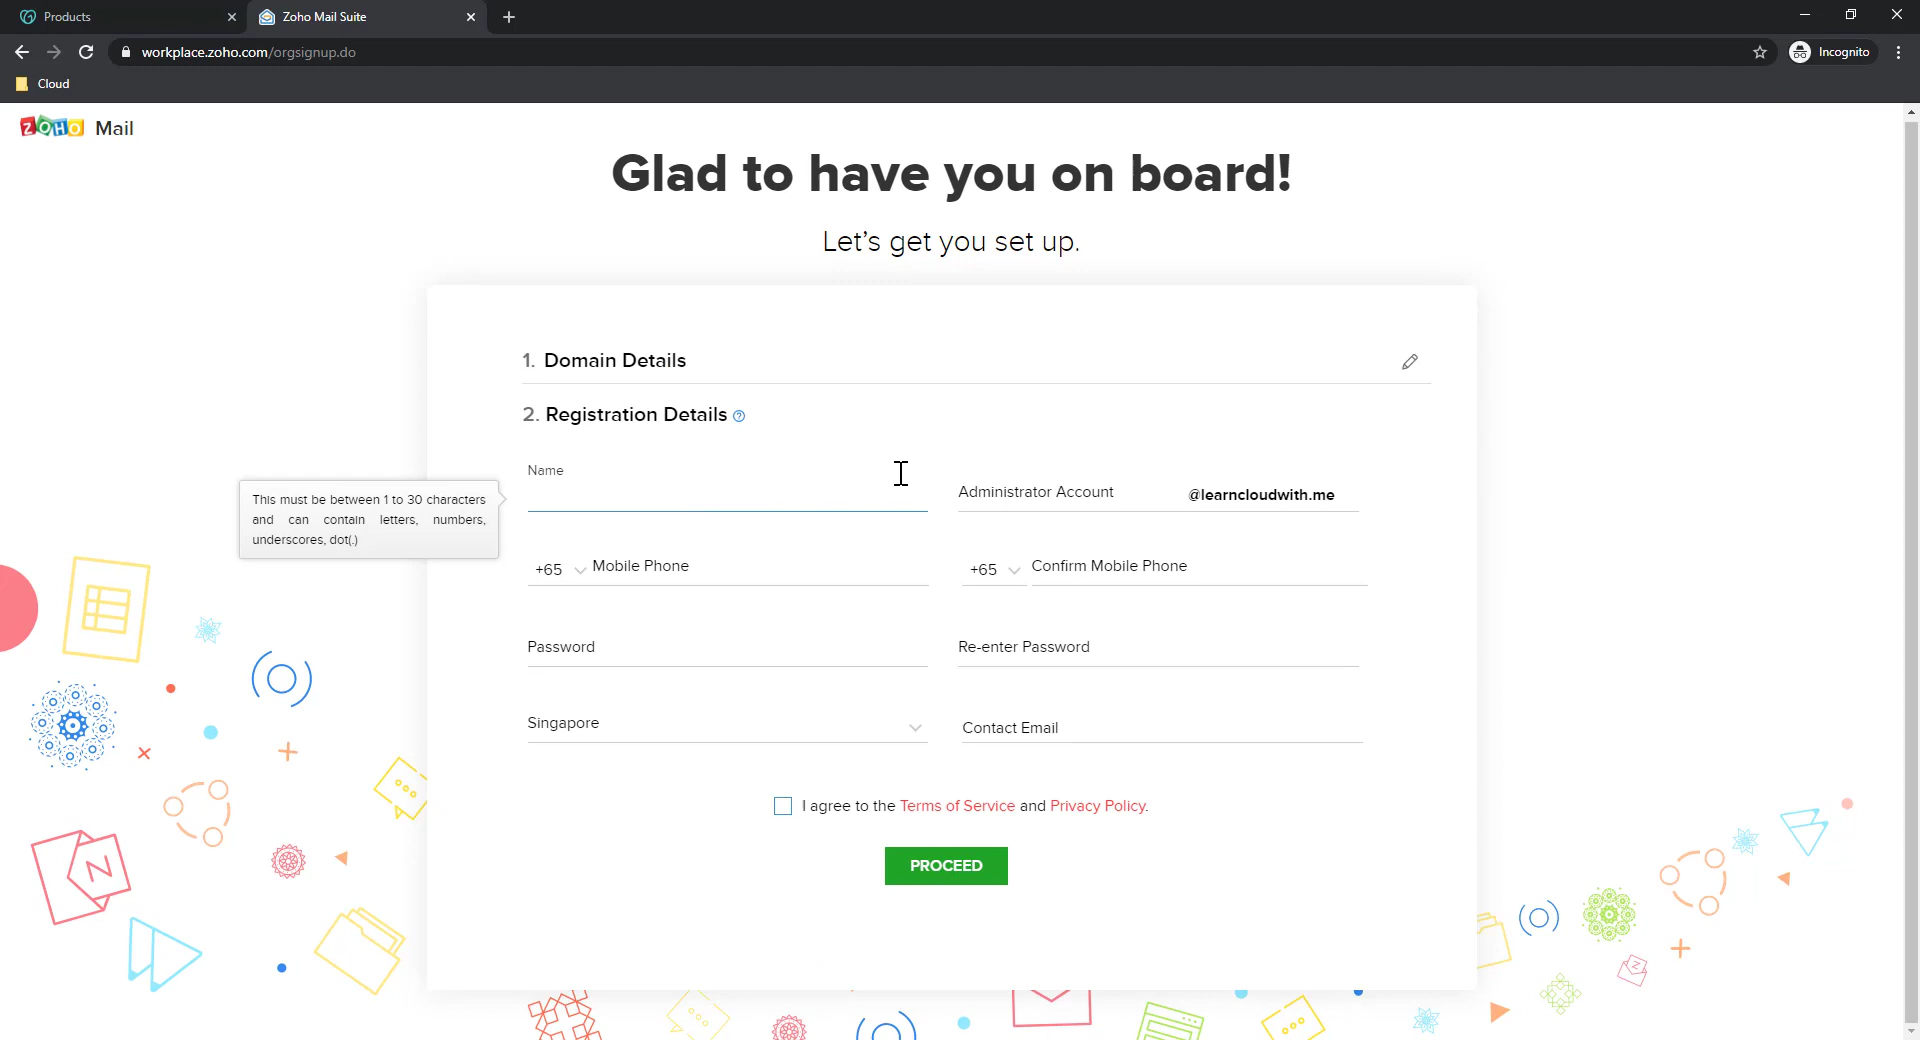 Products
Zoho Mail Suite
workplace.zoho.com/orgsignup.do
Incognito
Cloud
ZOHO Mail
Glad to have you on board!
Let’s get you set up.
1. Domain Details
2. Registration Details ?
Name
This must be between 1 to 30 characters
and can contain letters, numbers,
underscores, dot(.)
Administrator Account @learncloudwith.me
+65 Mobile Phone
+65 Confirm Mobile Phone
Password
Re-enter Password
Singapore
Contact Email
I agree to the Terms of Service and Privacy Policy.
PROCEED